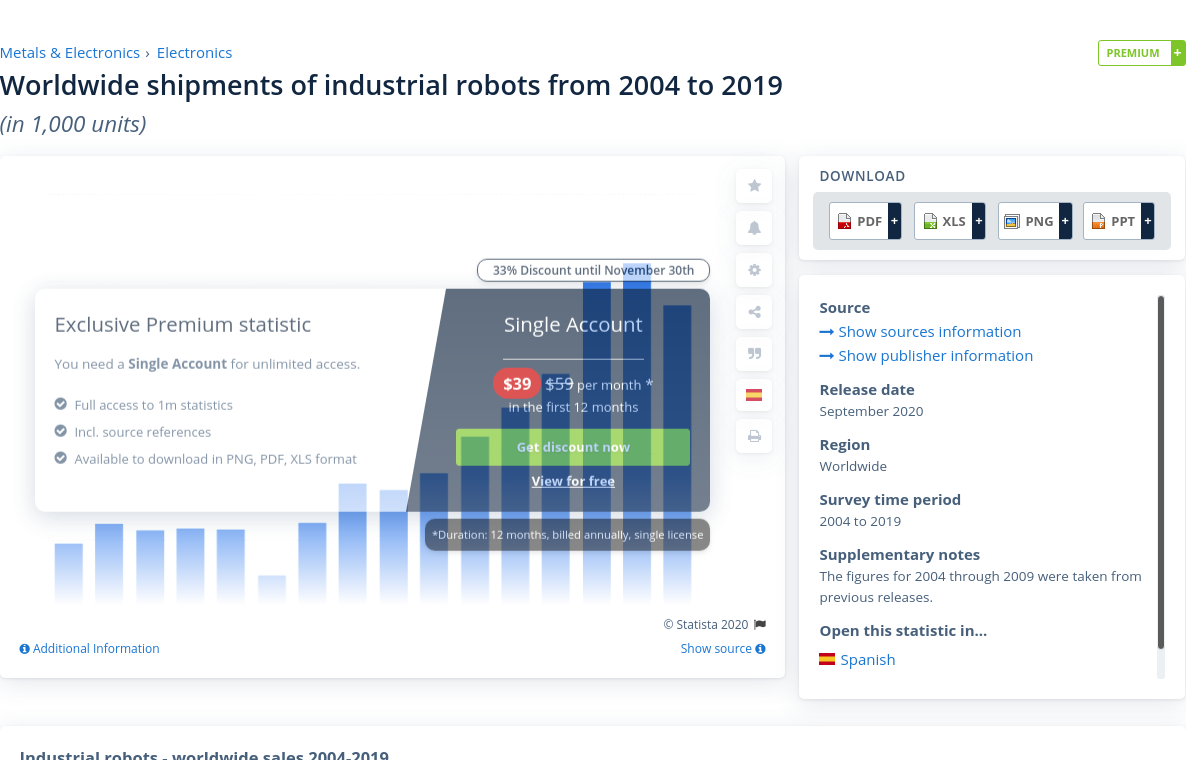 Metals & Electronics › Electronics
PREMIUM +
Worldwide shipments of industrial robots from 2004 to 2019
(in 1,000 units)
DOWNLOAD
PDF +
XLS +
PNG +
PPT +
33% Discount until November 30th
Exclusive Premium statistic
You need a Single Account for unlimited access.
Full access to 1m statistics
Incl. source references
Available to download in PNG, PDF, XLS format
Single Account
$39 $59 per month *
in the first 12 months
Get discount now
View for free
*Duration: 12 months, billed annually, single license
© Statista 2020
Additional Information
Show source
Source
Show sources information
Show publisher information
Release date
September 2020
Region
Worldwide
Survey time period
2004 to 2019
Supplementary notes
The figures for 2004 through 2009 were taken from
previous releases.
Open this statistic in...
Spanish
Industrial robots - worldwide sales 2004-2019